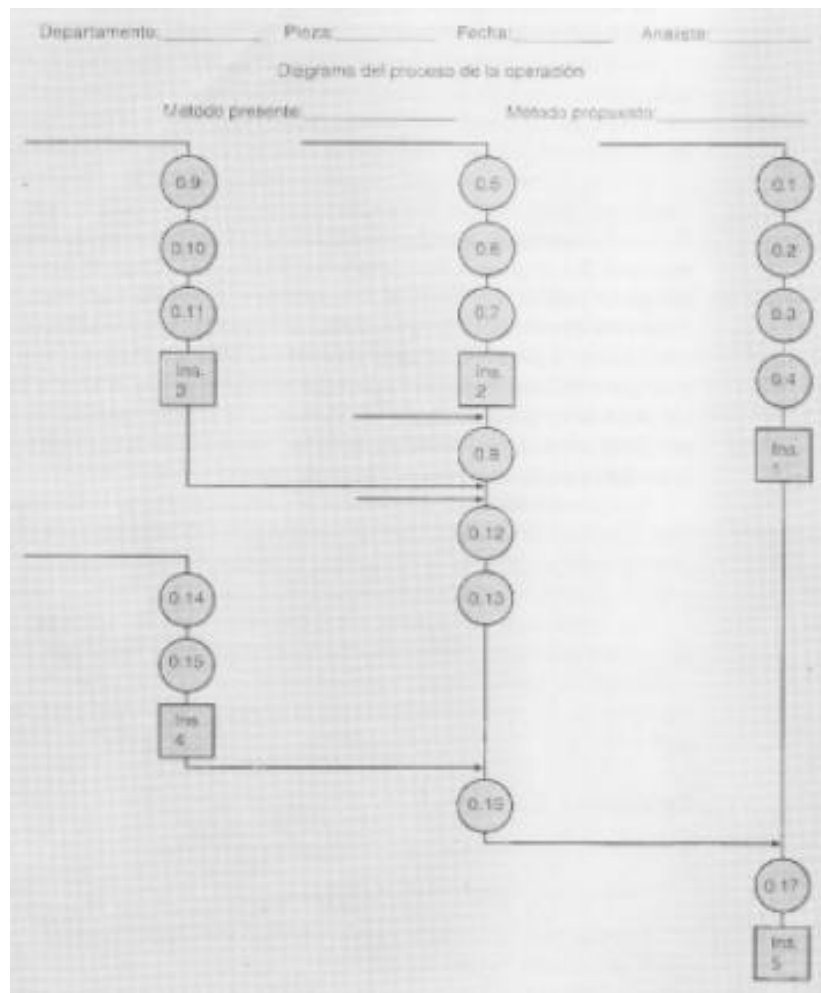 Departamento: Pieza: Fecha: Analista:
Diagrama del proceso de la operación
Método presente: Método propuesto:
0.9 0.5 0.1
0.10 0.6 0.2
0.11 0.7 0.3
Ins. 3 Ins. 2 0.4
0.8 Ins. 1
0.12
0.14 0.13
0.15
Ins. 4
0.15
0.17
Ins. 5